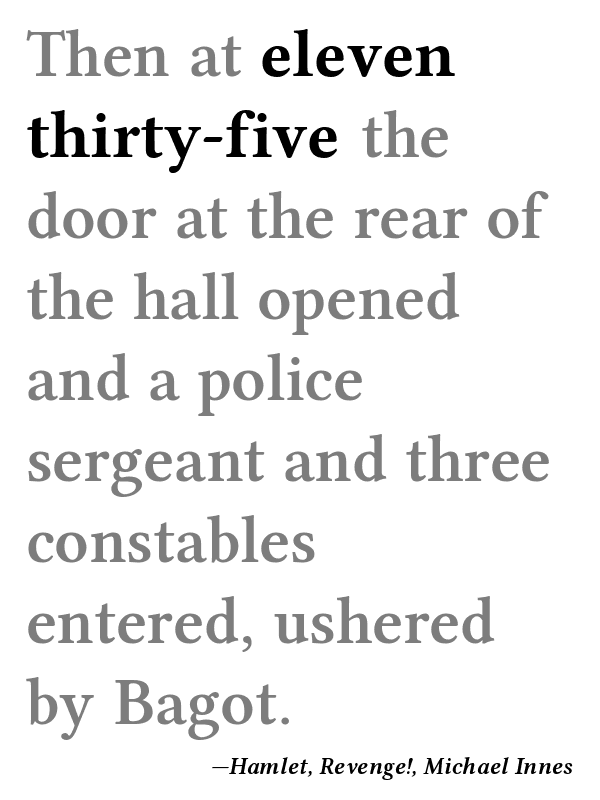 Then at eleven
thirty-five the
door at the rear of
the hall opened
and a police
sergeant and three
constables
entered, ushered
by Bagot.
—Hamlet, Revenge!, Michael Innes